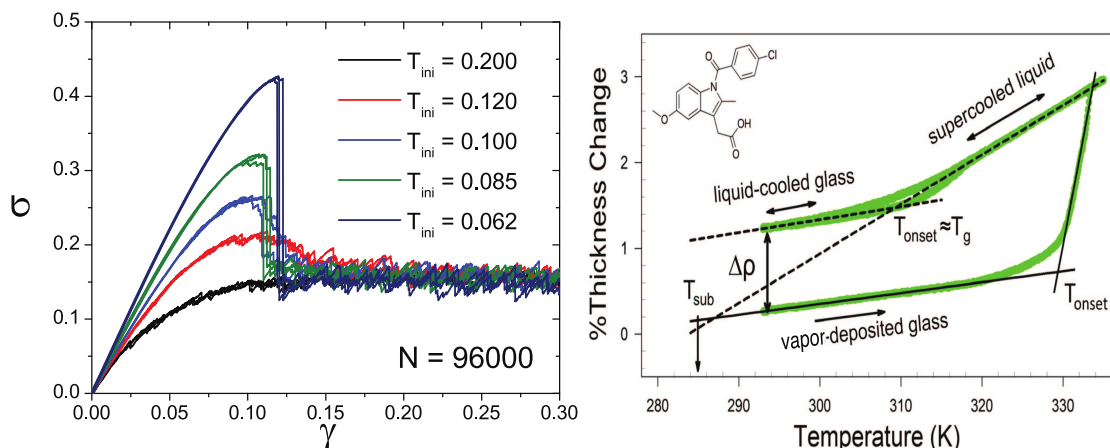 0.5
0.4
0.3
0.2
0.1
0.0
σ
T_ini = 0.200
T_ini = 0.120
T_ini = 0.100
T_ini = 0.085
T_ini = 0.062
N = 96000
0.00 0.05 0.10 0.15 0.20 0.25 0.30
γ
%Thickness Change
3
2
1
0
Cl
O
N
O
OH
O
supercooled liquid
liquid-cooled glass
T_onset ≈ T_g
Δρ
T_sub
T_onset
vapor-deposited glass
280 290 300 310 320 330
Temperature (K)